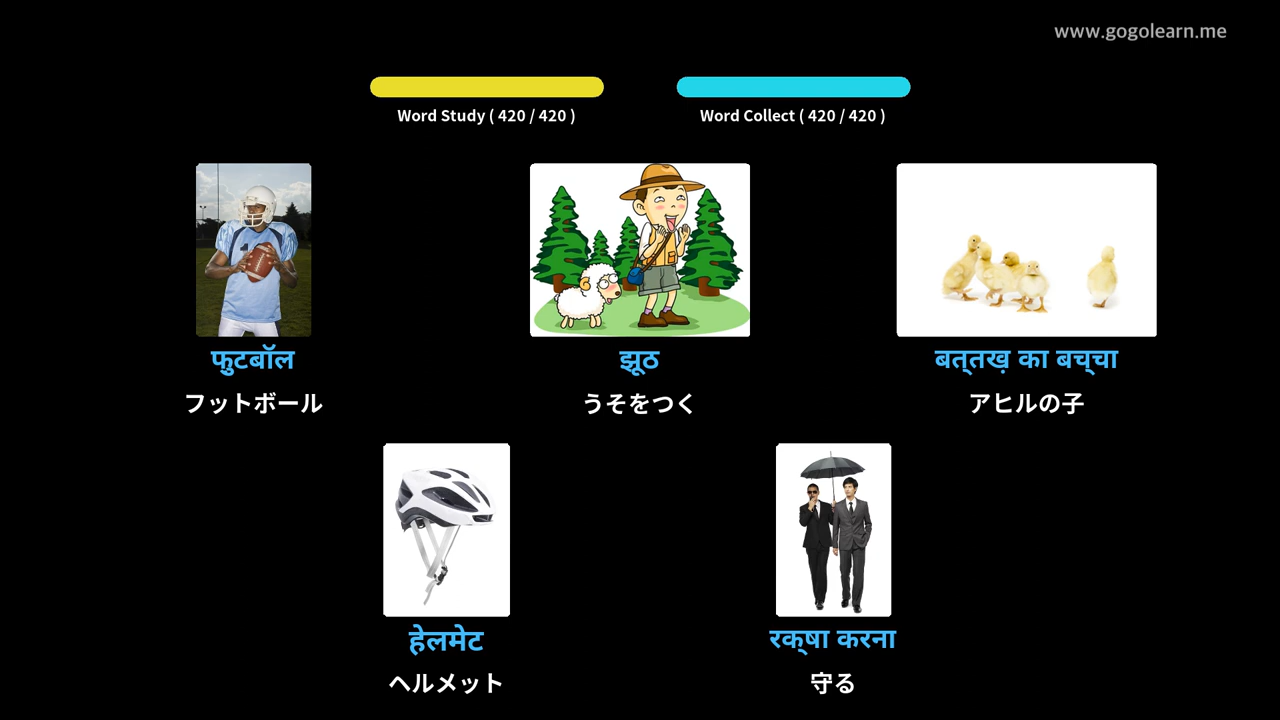 www.gogolearn.me
Word Study ( 420 / 420 )
Word Collect ( 420 / 420 )
फ़ुटबॉल
フットボール
झूठ
うそをつく
बत्‌तख़ का बच्‌चा
アヒルの子
हेलमेट
ヘルメット
रक्‌षा करना
守る